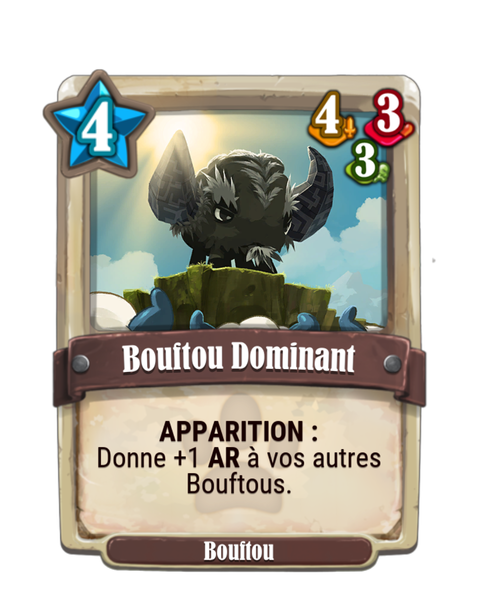 4
4
3
3
Bouftou Dominant
APPARITION :
Donne +1 AR à vos autres
Bouftous.
Bouftou